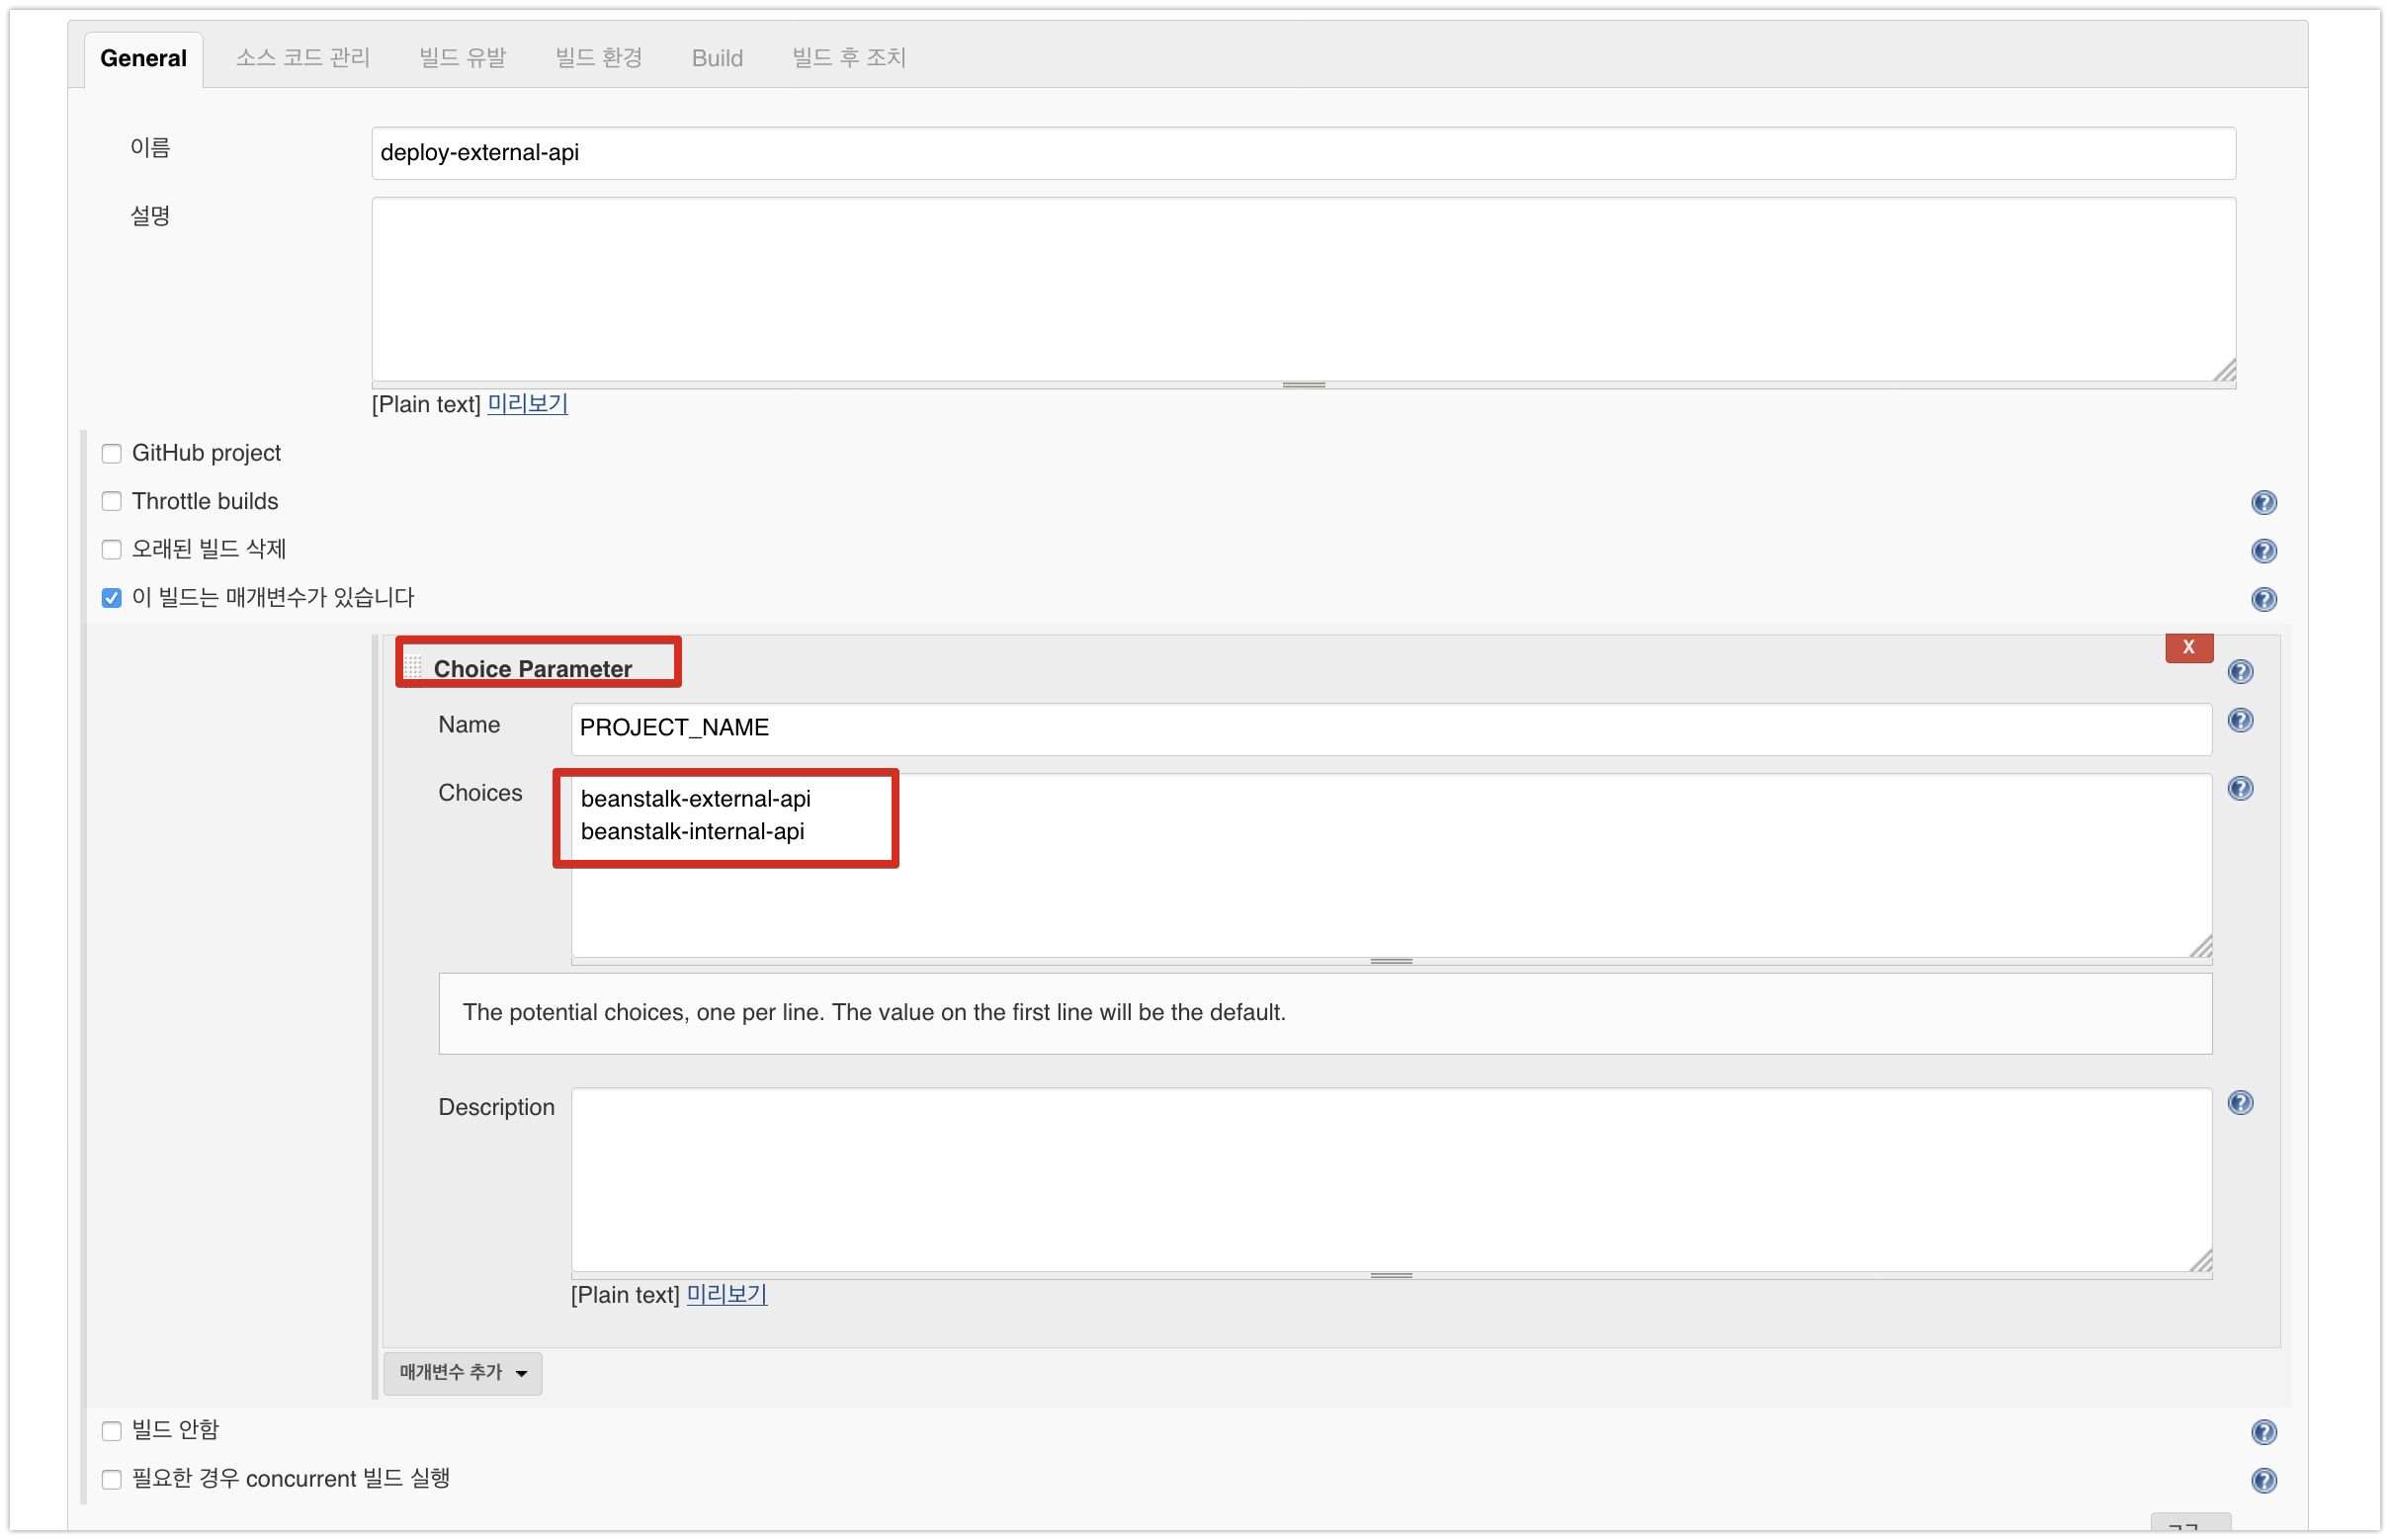 General 소스 코드 관리 빌드 유발 빌드 환경 Build 빌드 후 조치
이름 deploy-external-api
설명
[Plain text] 미리보기
GitHub project
Throttle builds
오래된 빌드 삭제
이 빌드는 매개변수가 있습니다
X
Choice Parameter
Name PROJECT_NAME
Choices beanstalk-external-api
beanstalk-internal-api
The potential choices, one per line. The value on the first line will be the default.
Description
[Plain text] 미리보기
매개변수 추가
빌드 안함
필요한 경우 concurrent 빌드 실행